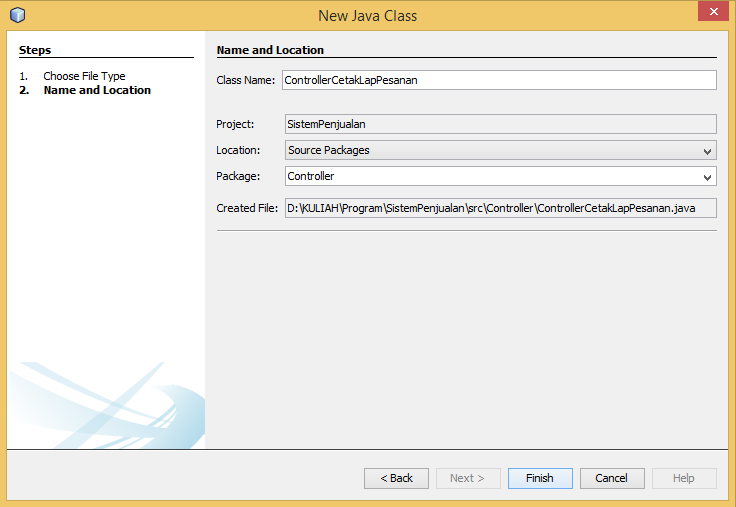 New Java Class
Steps
1. Choose File Type
2. Name and Location
Name and Location
Class Name: ControllerCetakLapPesanan
Project: SistemPenjualan
Location: Source Packages
Package: Controller
Created File: D:\KULIAH\Program\SistemPenjualan\src\Controller\ControllerCetakLapPesanan.java
< Back Next > Finish Cancel Help